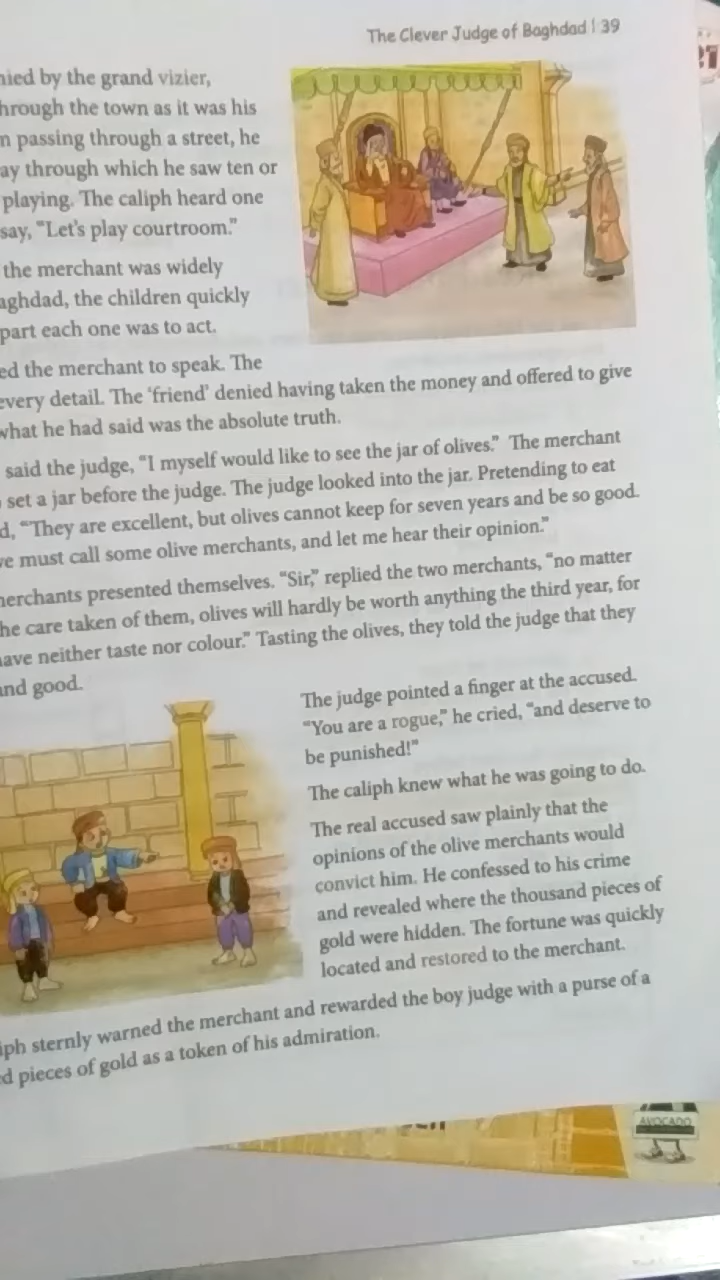 The Clever Judge of Baghdad | 39
nied by the grand vizier,
hrough the town as it was his
n passing through a street, he
ay through which he saw ten or
playing. The caliph heard one
say, “Let’s play courtroom.”
the merchant was widely
aghdad, the children quickly
part each one was to act.
ed the merchant to speak. The
every detail. The ‘friend’ denied having taken the money and offered to give
what he had said was the absolute truth.
said the judge, “I myself would like to see the jar of olives.” The merchant
set a jar before the judge. The judge looked into the jar. Pretending to eat
d, “They are excellent, but olives cannot keep for seven years and be so good.
ve must call some olive merchants, and let me hear their opinion.”
merchants presented themselves. “Sir,” replied the two merchants, “no matter
he care taken of them, olives will hardly be worth anything the third year, for
have neither taste nor colour.” Tasting the olives, they told the judge that they
and good.
The judge pointed a finger at the accused.
“You are a rogue,” he cried, “and deserve to
be punished!”
The caliph knew what he was going to do.
The real accused saw plainly that the
opinions of the olive merchants would
convict him. He confessed to his crime
and revealed where the thousand pieces of
gold were hidden. The fortune was quickly
located and restored to the merchant.
iph sternly warned the merchant and rewarded the boy judge with a purse of a
d pieces of gold as a token of his admiration.
AVOCADO